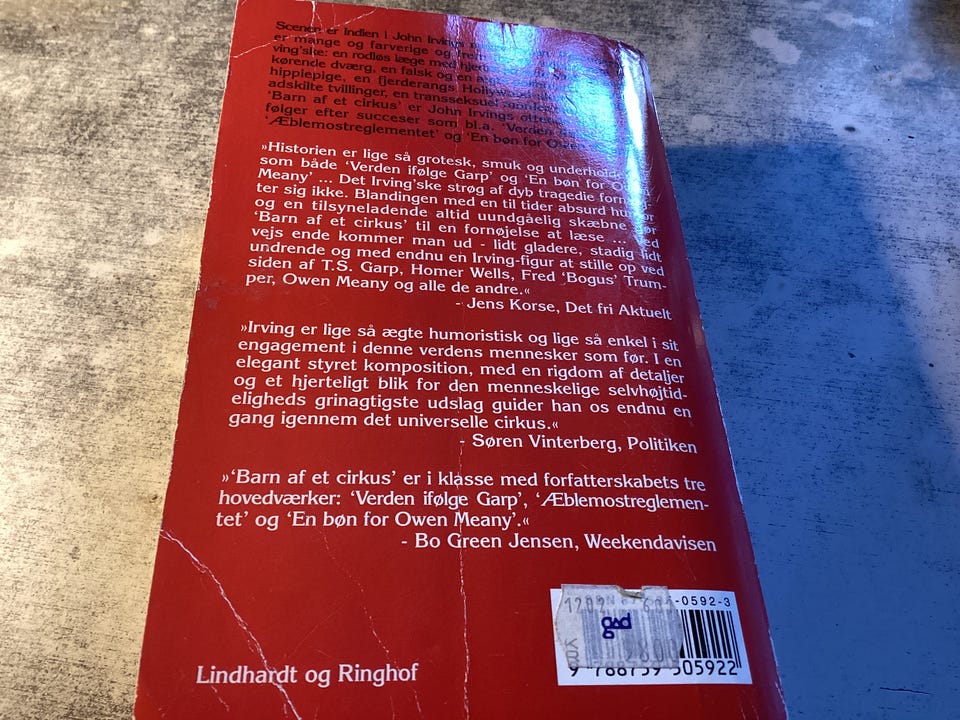 Scenen er Indien i John Irvings
er mange og farverige og
ving'ske: en rodløs læge med
kørende dværg, en falsk og en
hippiepige, en fjerderangs Hollywood
adskilte tvillinger, en transseksuel
'Barn af et cirkus' er John Irvings
følger efter succeser som bl.a. 'Verden
'Æblemostreglementet' og 'En bøn for
»Historien er lige så grotesk, smuk og
som både 'Verden ifølge Garp' og 'En bøn for Owen
Meany' ... Det Irving'ske strøg af dyb tragedie fornæg-
ter sig ikke. Blandingen med en til tider absurd humor
og en tilsyneladende altid uundgåelig skæbne gør
'Barn af et cirkus' til en fornøjelse at læse ... Ved
vejs ende kommer man ud - lidt gladere, stadig lidt
undrende og med endnu en Irving-figur at stille op ved
siden af T.S. Garp, Homer Wells, Fred 'Bogus' Trum-
per, Owen Meany og alle de andre.«
- Jens Korse, Det fri Aktuelt
»Irving er lige så ægte humoristisk og lige så enkel i sit
engagement i denne verdens mennesker som før. I en
elegant styret komposition, med en rigdom af detaljer
og et hjerteligt blik for den menneskelige selvhøjtid-
eligheds grinagtigste udslag guider han os endnu en
gang igennem det universelle cirkus.«
- Søren Vinterberg, Politiken
»'Barn af et cirkus' er i klasse med forfatterskabets tre
hovedværker: 'Verden ifølge Garp', 'Æblemostreglemen-
tet' og 'En bøn for Owen Meany'.«
- Bo Green Jensen, Weekendavisen
-0592-3
gad
9 788759 505922
Lindhardt og Ringhof